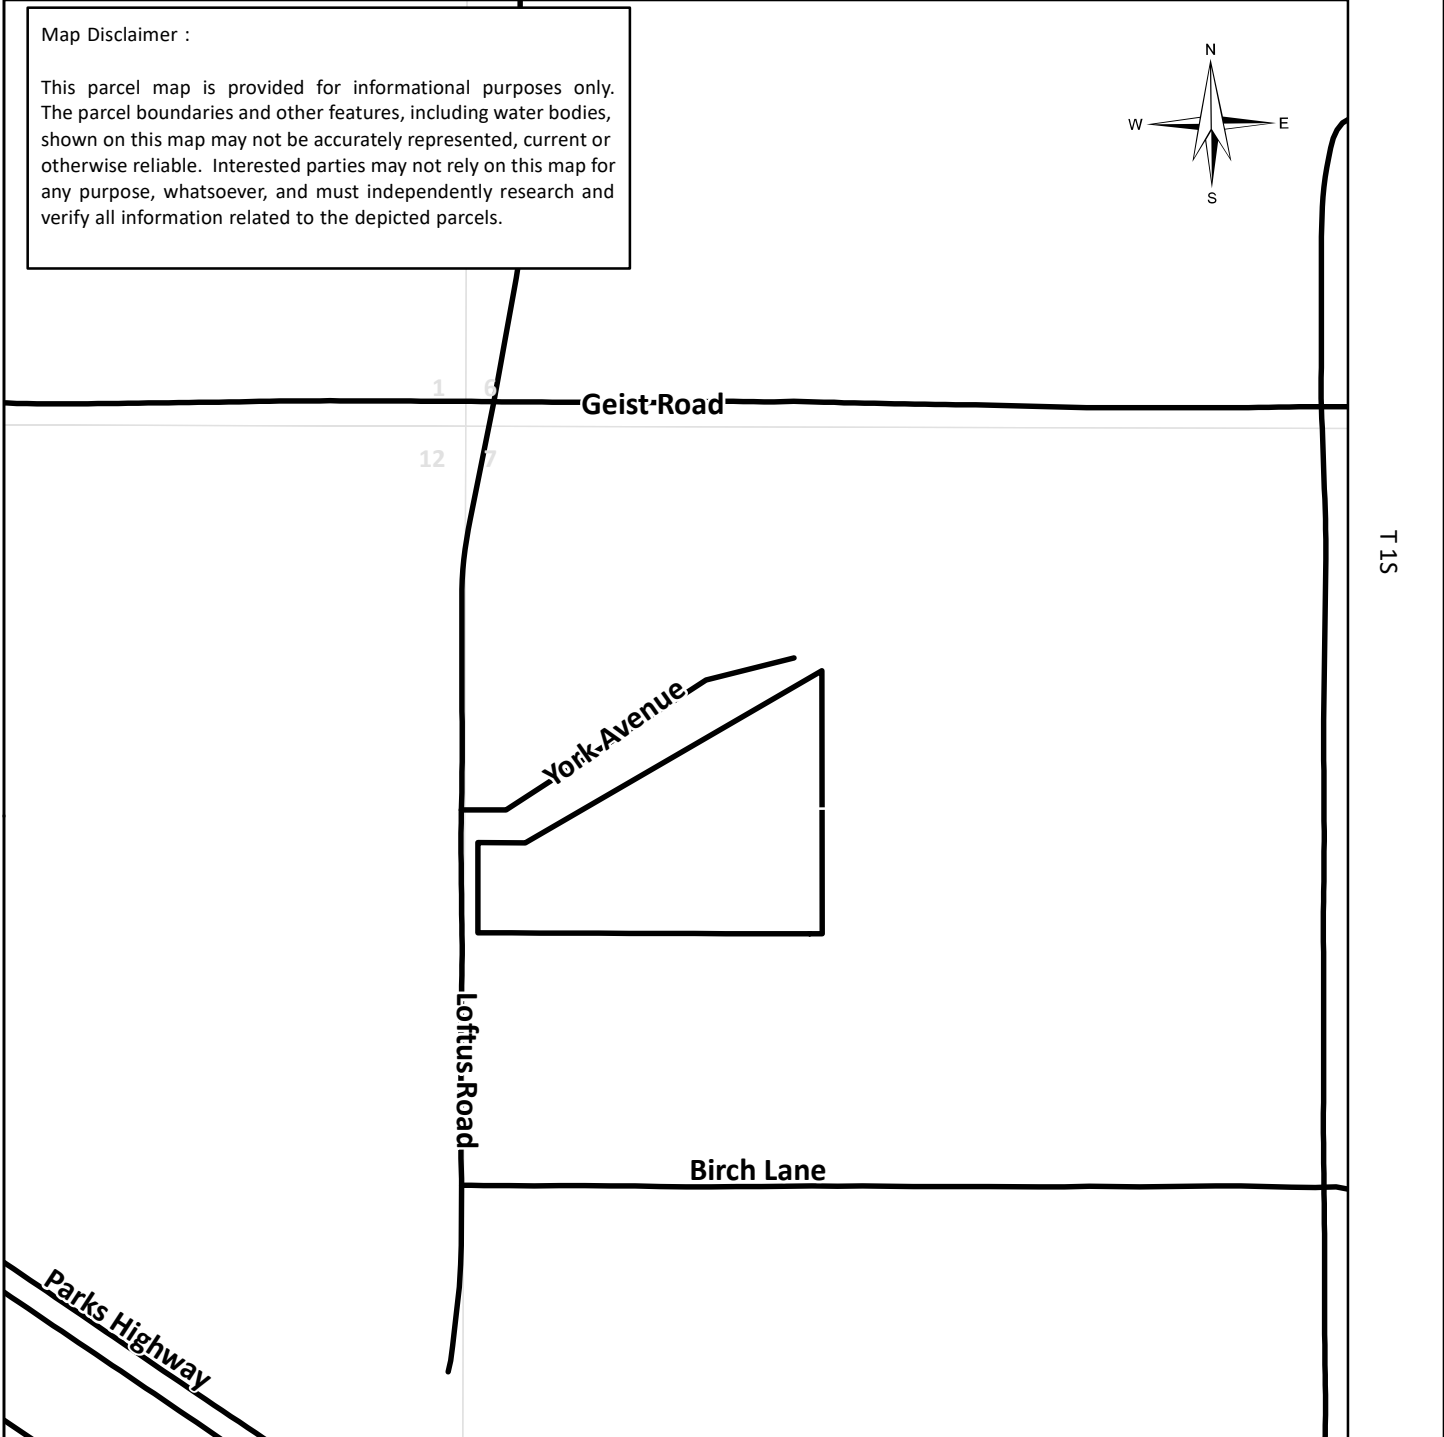 Map Disclaimer :
This parcel map is provided for informational purposes only.
The parcel boundaries and other features, including water bodies,
shown on this map may not be accurately represented, current or
otherwise reliable. Interested parties may not rely on this map for
any purpose, whatsoever, and must independently research and
verify all information related to the depicted parcels.
N
W
E
S
1
6
Geist Road
12
7
T 1S
York Avenue
Loftus Road
Birch Lane
Parks Highway